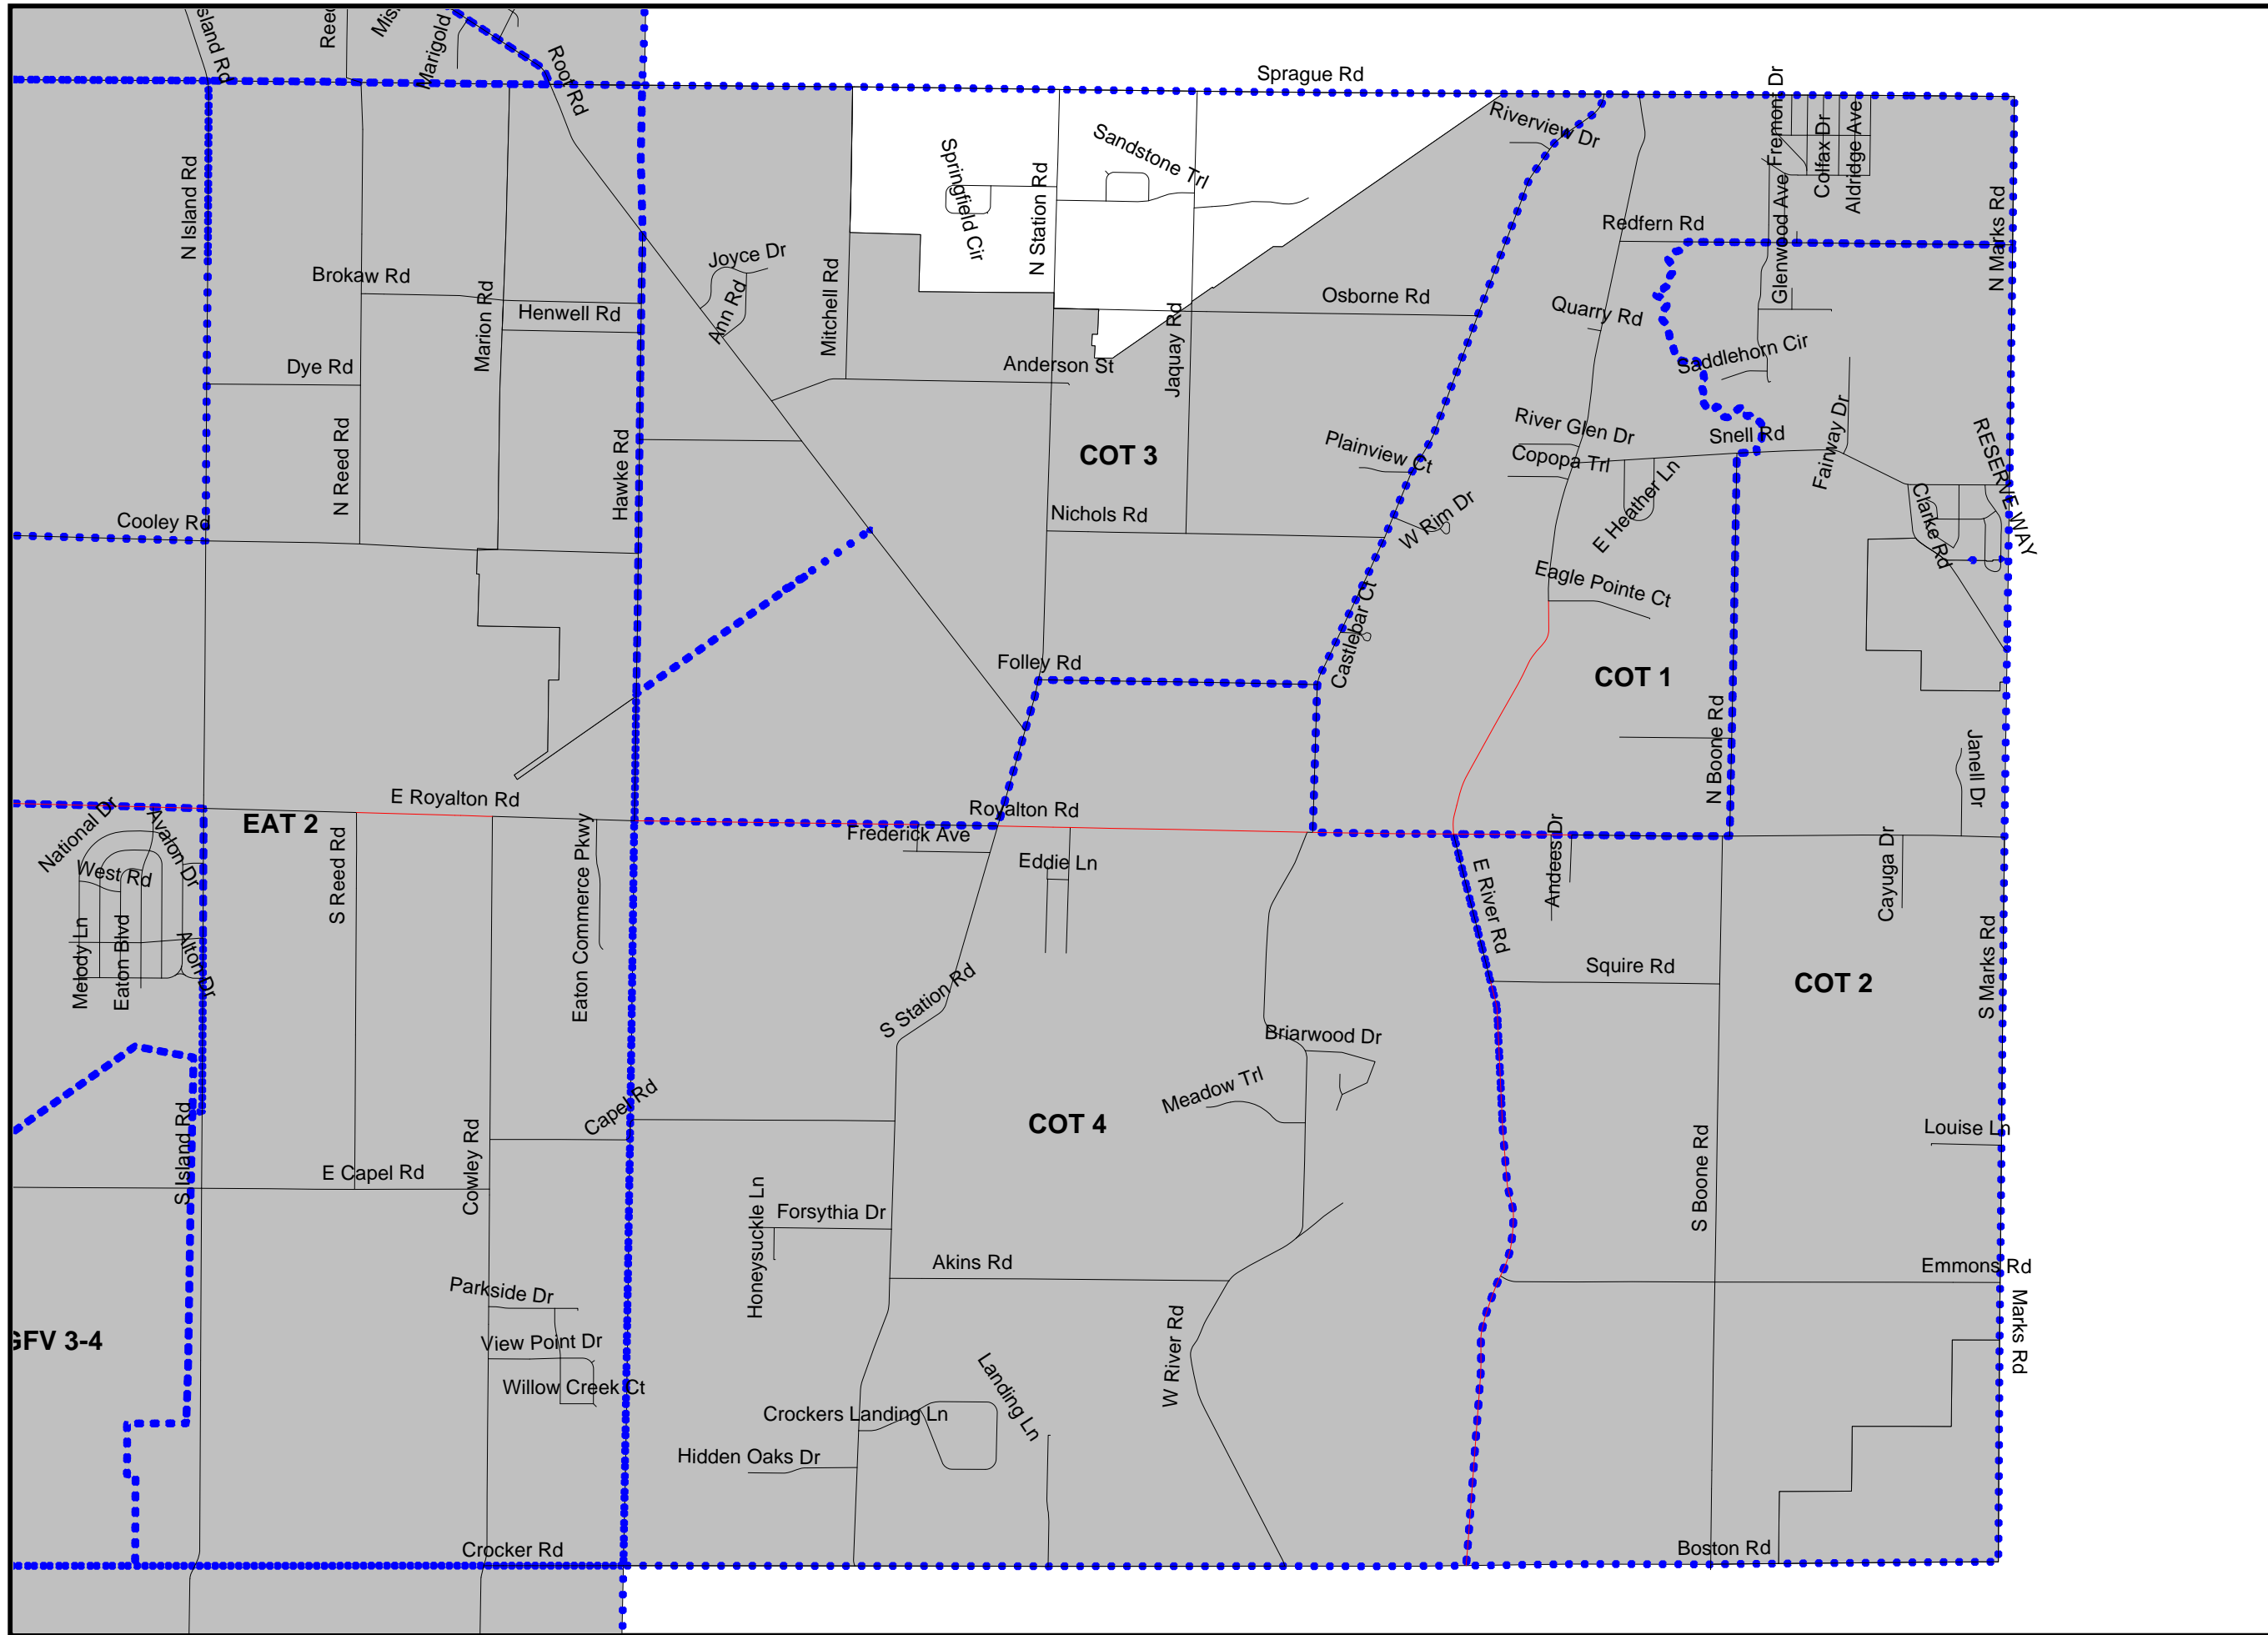 sland Rd
Reed
Mis
Marigold
Root Rd
Sprague Rd
Riverview Dr
Fremont Dr
Colfax Dr
Aldridge Ave
Sandstone Trl
Springfield Cir
N Station Rd
N Island Rd
Redfern Rd
Glenwood Ave
N Marks Rd
Joyce Dr
Ann Rd
Brokaw Rd
Marion Rd
Henwell Rd
Mitchell Rd
Osborne Rd
Quarry Rd
Jaquay Rd
Saddlehorn Cir
Dye Rd
Anderson St
N Reed Rd
Hawke Rd
COT 3
Plainview Ct
River Glen Dr
Copopa Trl
Snell Rd
Fairway Dr
RESERVE WAY
E Heather Ln
Clarke Rd
Cooley Rd
Nichols Rd
W Rim Dr
Eagle Pointe Ct
Castlebar Ct
Folley Rd
COT 1
N Boone Rd
Janell Dr
E Royalton Rd
Royalton Rd
National Dr
Avalon Dr
EAT 2
Frederick Ave
West Rd
S Reed Rd
Eaton Commerce Pkwy
Eddie Ln
E River Rd
Andees Dr
Cayuga Dr
Melody Ln
Eaton Blvd
Alton Dr
Squire Rd
COT 2
S Marks Rd
S Station Rd
Briarwood Dr
Meadow Trl
S Island Rd
Capel Rd
COT 4
Louise Ln
E Capel Rd
Cowley Rd
S Boone Rd
Honeysuckle Ln
Forsythia Dr
Akins Rd
Emmons Rd
Parkside Dr
Marks Rd
GFV 3-4
View Point Dr
W River Rd
Willow Creek Ct
Landing Ln
Crockers Landing Ln
Hidden Oaks Dr
Crocker Rd
Boston Rd